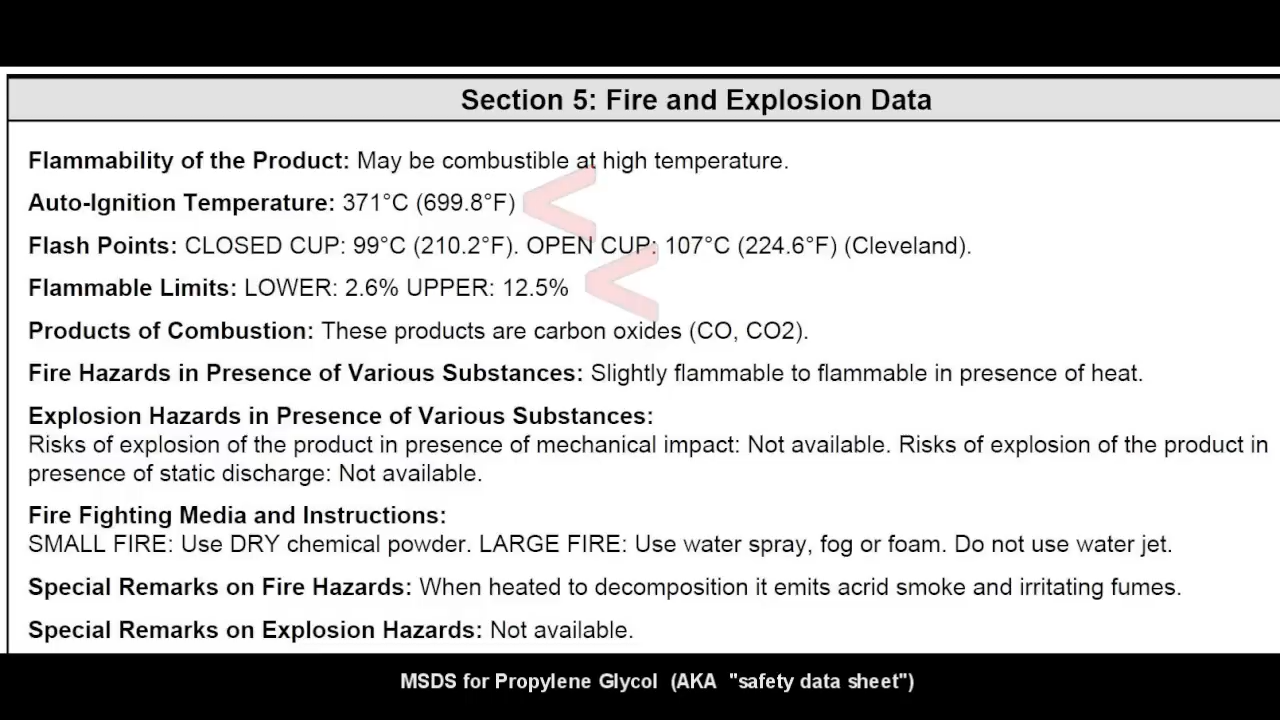 Section 5: Fire and Explosion Data
Flammability of the Product: May be combustible at high temperature.
Auto-Ignition Temperature: 371°C (699.8°F)
Flash Points: CLOSED CUP: 99°C (210.2°F). OPEN CUP: 107°C (224.6°F) (Cleveland).
Flammable Limits: LOWER: 2.6% UPPER: 12.5%
Products of Combustion: These products are carbon oxides (CO, CO2).
Fire Hazards in Presence of Various Substances: Slightly flammable to flammable in presence of heat.
Explosion Hazards in Presence of Various Substances:
Risks of explosion of the product in presence of mechanical impact: Not available. Risks of explosion of the product in
presence of static discharge: Not available.
Fire Fighting Media and Instructions:
SMALL FIRE: Use DRY chemical powder. LARGE FIRE: Use water spray, fog or foam. Do not use water jet.
Special Remarks on Fire Hazards: When heated to decomposition it emits acrid smoke and irritating fumes.
Special Remarks on Explosion Hazards: Not available.
MSDS for Propylene Glycol (AKA "safety data sheet")